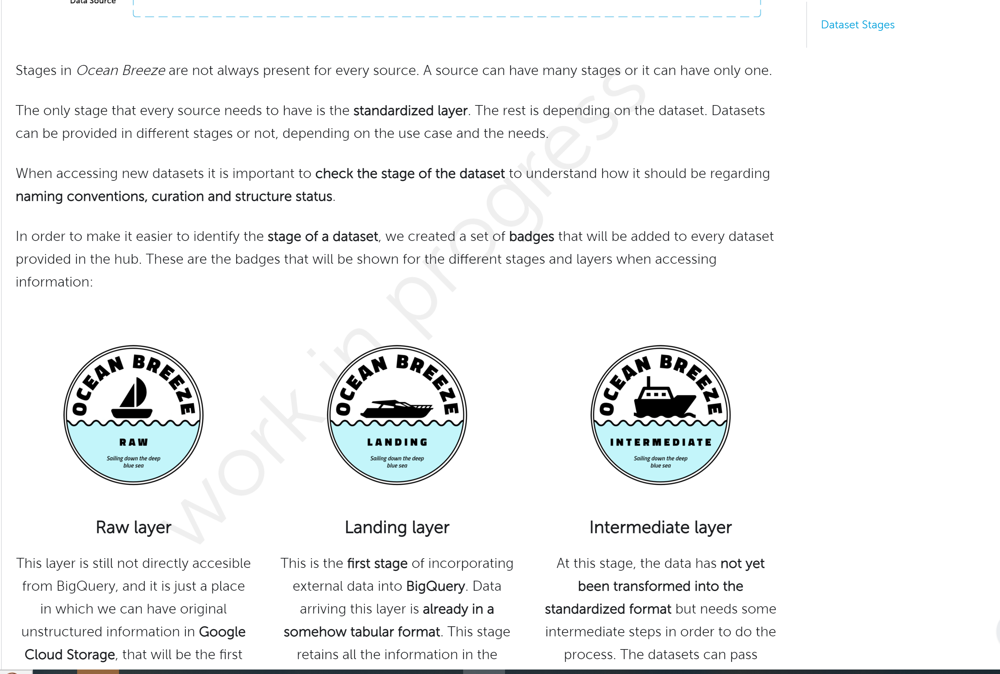 Data Source
Dataset Stages
Stages in Ocean Breeze are not always present for every source. A source can have many stages or it can have only one.
The only stage that every source needs to have is the standardized layer. The rest is depending on the dataset. Datasets
can be provided in different stages or not, depending on the use case and the needs.
When accessing new datasets it is important to check the stage of the dataset to understand how it should be regarding
naming conventions, curation and structure status.
In order to make it easier to identify the stage of a dataset, we created a set of badges that will be added to every dataset
provided in the hub. These are the badges that will be shown for the different stages and layers when accessing
information:
work in progress
OCEAN BREEZE
RAW
Sailing down the deep
blue sea
OCEAN BREEZE
LANDING
Sailing down the deep
blue sea
OCEAN BREEZE
INTERMEDIATE
Sailing down the deep
blue sea
Raw layer
This layer is still not directly accesible
from BigQuery, and it is just a place
in which we can have original
unstructured information in Google
Cloud Storage, that will be the first
Landing layer
This is the first stage of incorporating
external data into BigQuery. Data
arriving this layer is already in a
somehow tabular format. This stage
retains all the information in the
Intermediate layer
At this stage, the data has not yet
been transformed into the
standardized format but needs some
intermediate steps in order to do the
process. The datasets can pass